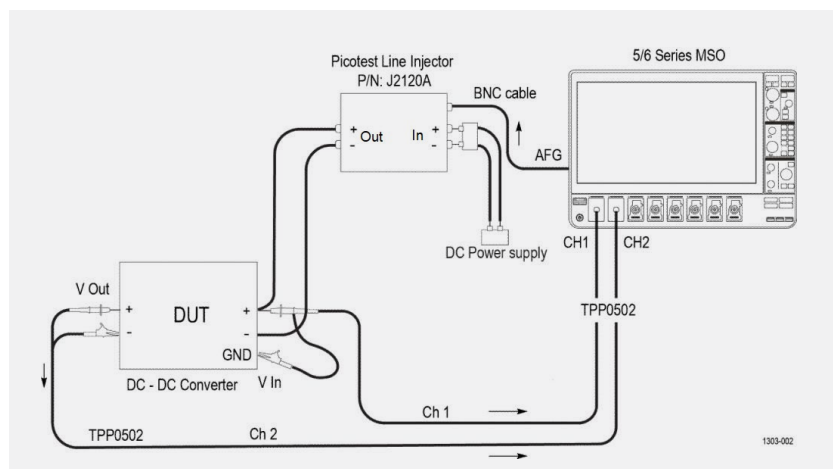 5/6 Series MSO
Picotest Line Injector
P/N: J2120A
BNC cable
+ Out In +
- -
AFG
DC Power supply
CH1 CH2
V Out
+ DUT +
- -
GND
TPP0502
DC - DC Converter V In
Ch 1
TPP0502 Ch 2
1303-002